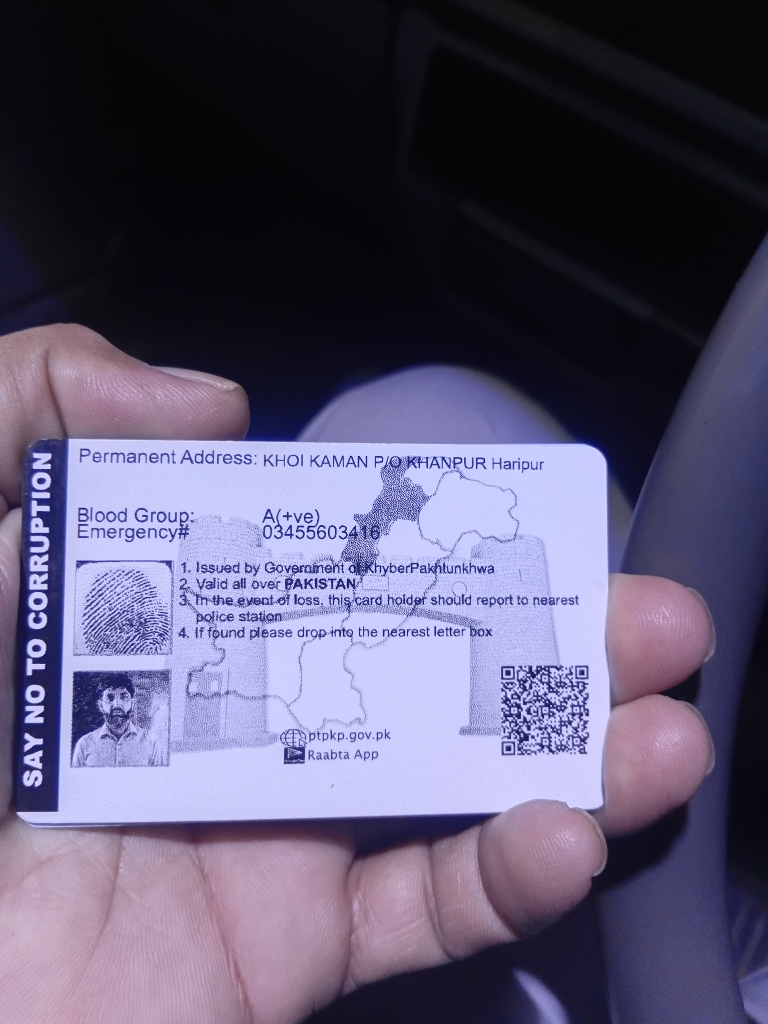 SAY NO TO CORRUPTION
Permanent Address: KHOI KAMAN P/O KHANPUR Haripur
Blood Group: A(+ve)
Emergency# 03455603416
1. Issued by Government of KhyberPakhtunkhwa
2. Valid all over PAKISTAN
3. In the event of loss, this card holder should report to nearest
police station
4. If found please drop into the nearest letter box
ptpkp.gov.pk
Raabta App